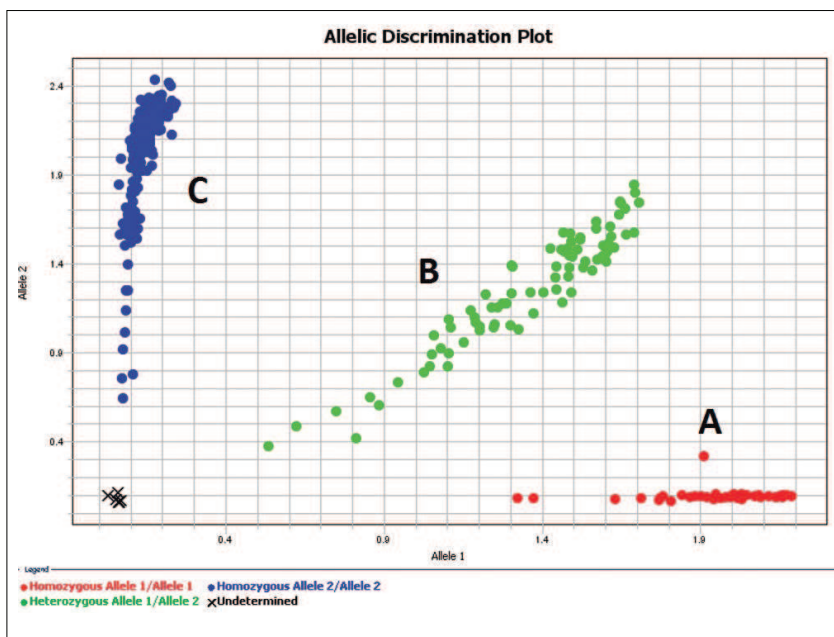 Allelic Discrimination Plot
2.4
1.9
1.4
0.9
0.4
Allele 2
C
B
A
0.4 0.9 1.4 1.9
Allele 1
Legend
Homozygous Allele 1/Allele 1 Homozygous Allele 2/Allele 2
Heterozygous Allele 1/Allele 2 Undetermined